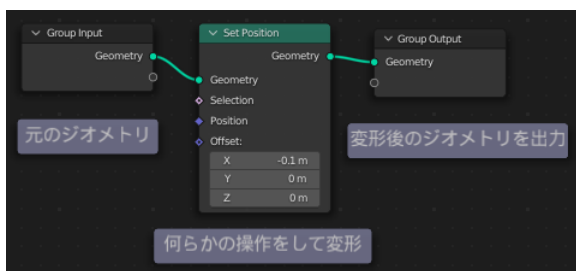 Group Input
Geometry
Set Position
Geometry
Geometry
Selection
Position
Offset:
X -0.1 m
Y 0 m
Z 0 m
Group Output
Geometry
元のジオメトリ
変形後のジオメトリを出力
何らかの操作をして変形